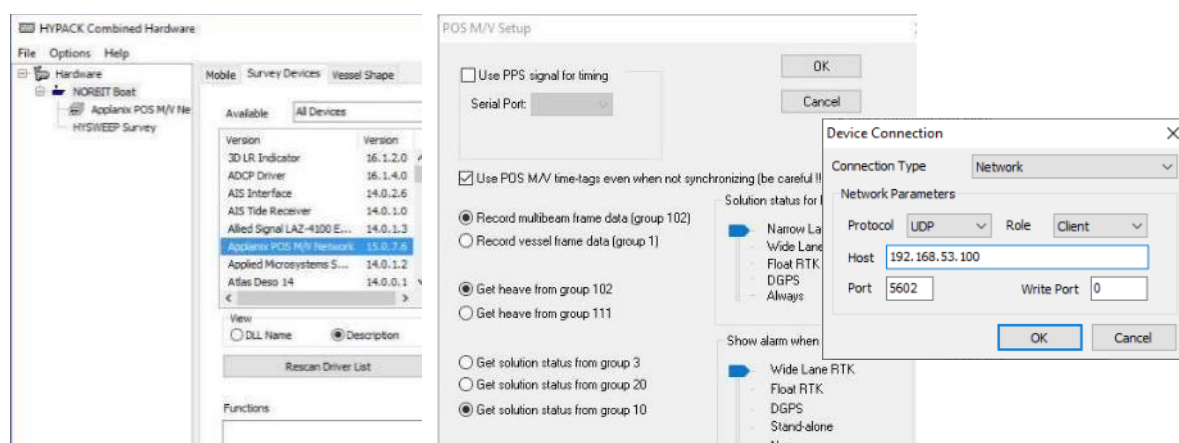 HYPACK Combined Hardware
File Options Help
Hardware
NORBIT Boat
Applanix POS M/V Ne
HYSWEEP Survey
Mobile Survey Devices Vessel Shape
Available All Devices
Version Version
3D LR Indicator 16.1.2.0
ADCP Driver 16.1.4.0
AIS Interface 14.0.2.6
AIS Tide Receiver 14.0.1.0
Allied Signal LAZ-4100 E... 14.0.1.3
Applanix POS M/V Network 15.0.7.6
Applied Microsystems S... 14.0.1.2
Atlas Deso 14 14.0.0.1
View
DLL Name Description
Rescan Driver List
Functions
POS M/V Setup
Use PPS signal for timing
Serial Port:
OK
Cancel
Use POS M/V time-tags even when not synchronizing (be careful !!
Record multibeam frame data (group 102)
Record vessel frame data (group 1)
Get heave from group 102
Get heave from group 111
Get solution status from group 3
Get solution status from group 20
Get solution status from group 10
Solution status for
Narrow La
Wide Lane
Float RTK
DGPS
Always
Show alarm when
Wide Lane RTK
Float RTK
DGPS
Stand-alone
Device Connection
Connection Type Network
Network Parameters
Protocol UDP Role Client
Host 192.168.53.100
Port 5602 Write Port 0
OK Cancel